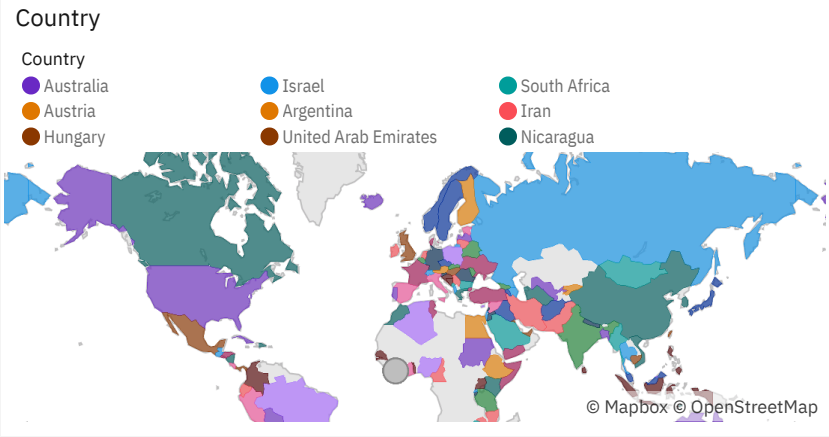 Country
Country
Australia
Israel
South Africa
Austria
Argentina
Iran
Hungary
United Arab Emirates
Nicaragua
© Mapbox © OpenStreetMap